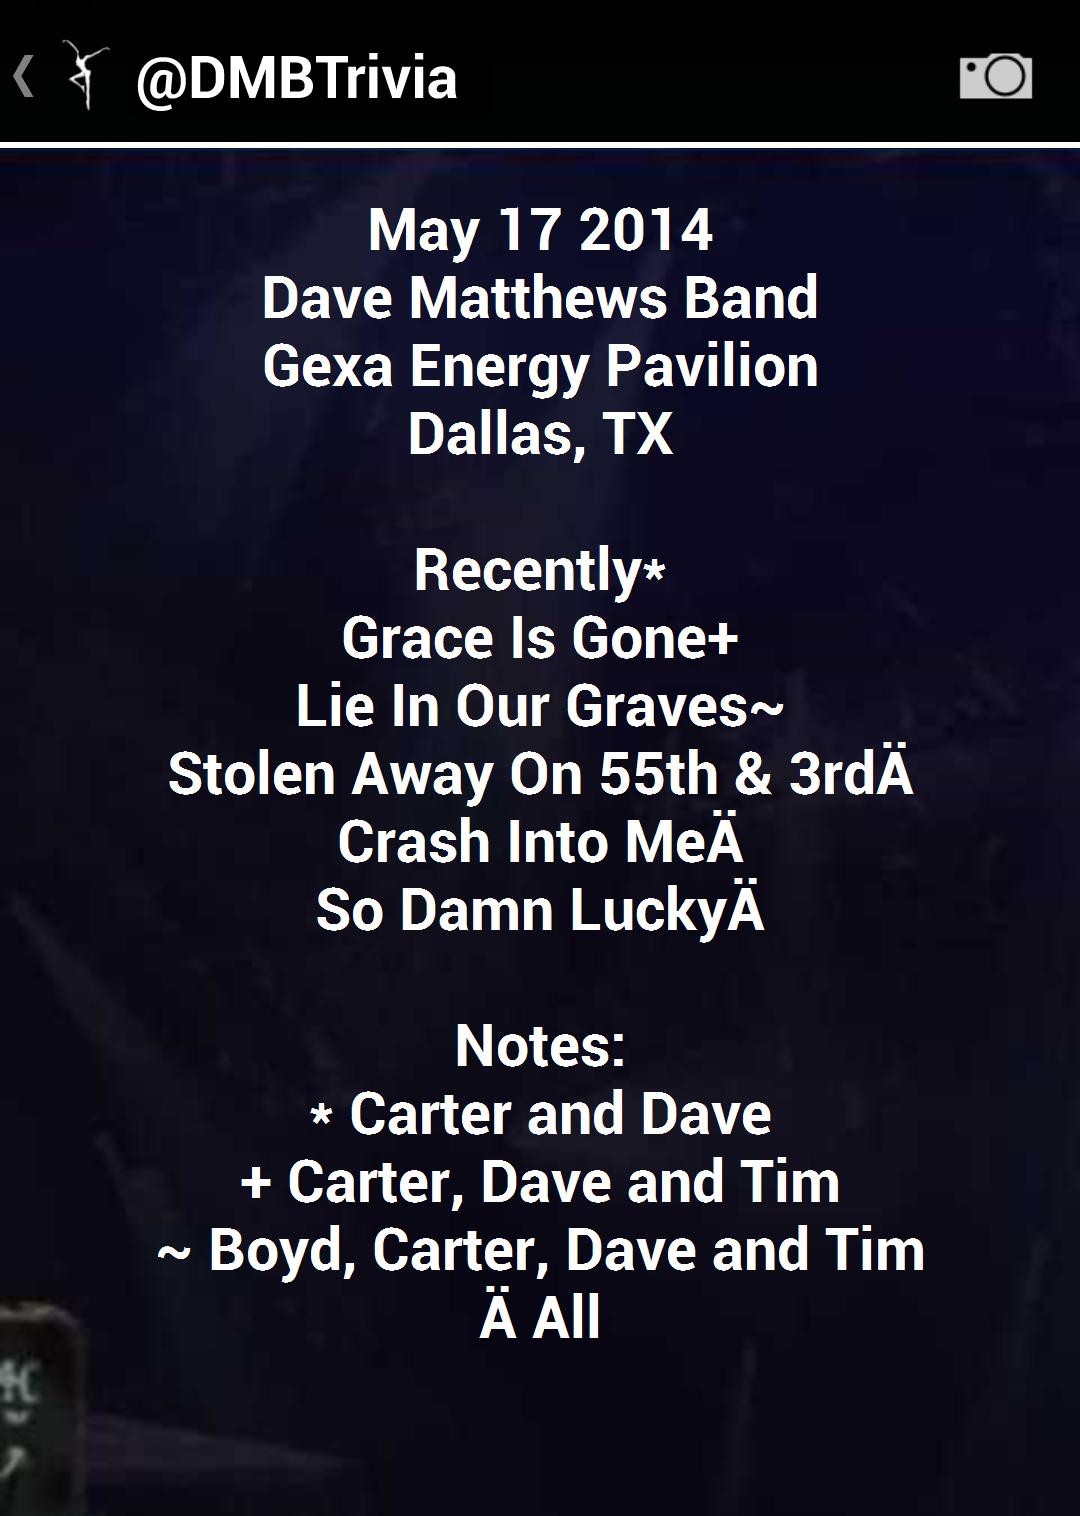 @DMBTrivia
May 17 2014
Dave Matthews Band
Gexa Energy Pavilion
Dallas, TX
Recently*
Grace Is Gone+
Lie In Our Graves~
Stolen Away On 55th & 3rdÄ
Crash Into MeÄ
So Damn LuckyÄ
Notes:
* Carter and Dave
+ Carter, Dave and Tim
~ Boyd, Carter, Dave and Tim
Ä All